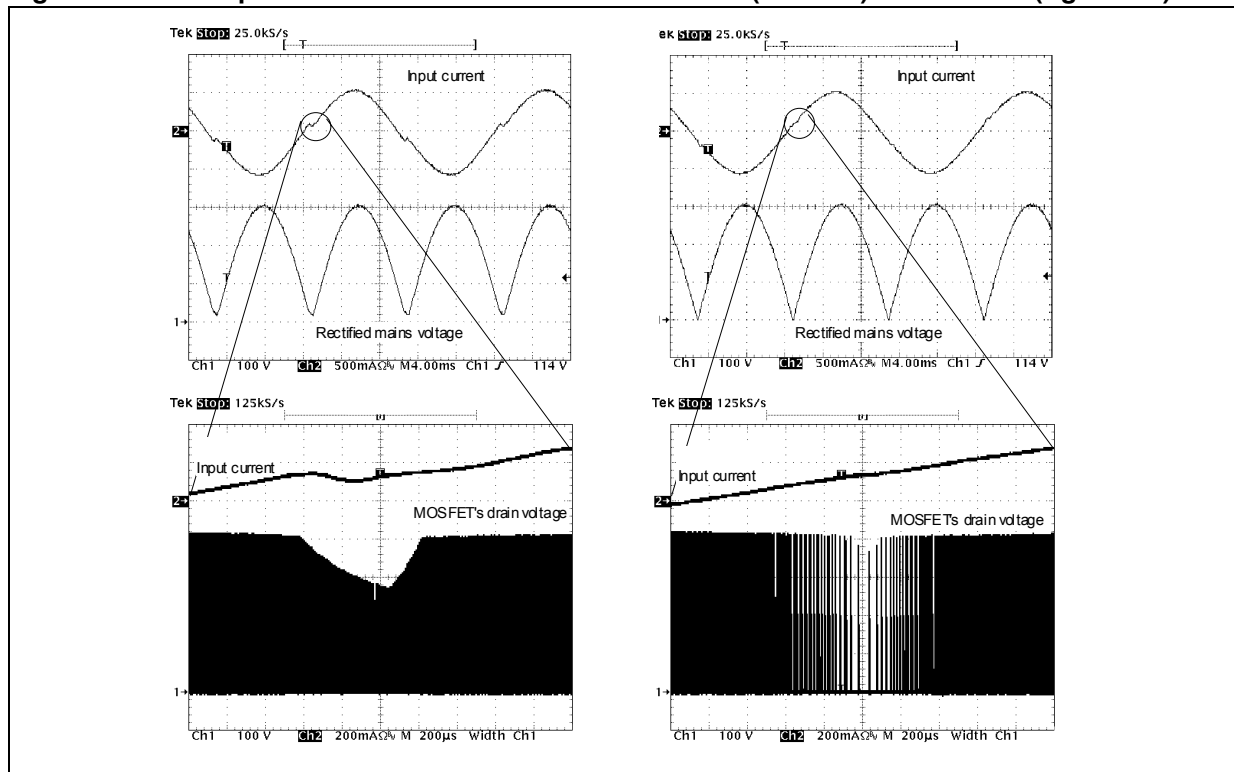 Tek Stop: 25.0kS/s
[ T ]
Input current
2→
T
T
Rectified mains voltage
1→
Ch1 100 V Ch2 500mAΩ M4.00ms Ch1 114 V
ek Stop: 25.0kS/s
[ T ]
Input current
2→
T
T
Rectified mains voltage
Ch1 100 V Ch2 500mAΩ M4.00ms Ch1 114 V
Tek Stop: 125kS/s
Input current
T
2→
MOSFET's drain voltage
1→
Ch1 100 V Ch2 200mAΩ M 200µs Width Ch1
Tek Stop: 125kS/s
Input current
T
2→
MOSFET's drain voltage
1→
Ch1 100 V Ch2 200mAΩ M 200µs Width Ch1